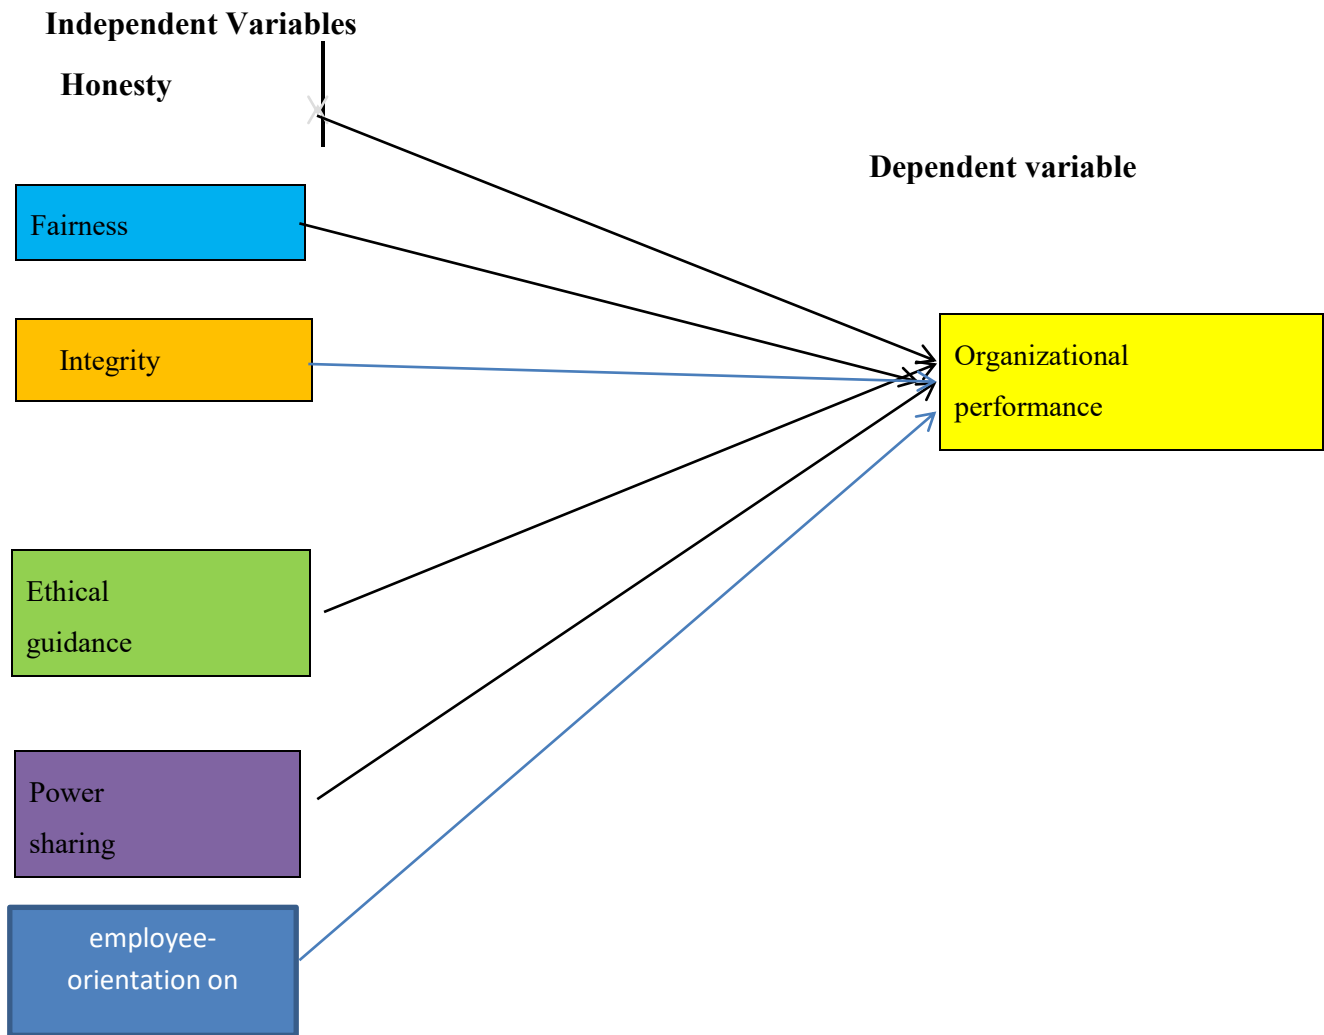 Independent Variables
Honesty
Dependent variable
Fairness
Integrity
Organizational
performance
Ethical
guidance
Power
sharing
employee-
orientation on